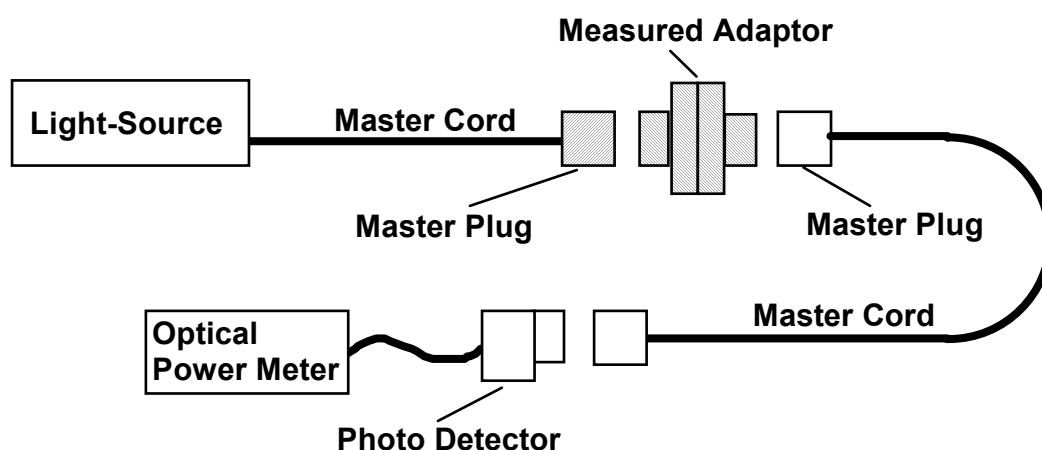 Measured Adaptor
Light-Source
Master Cord
Master Plug
Master Plug
Master Cord
Optical
Power Meter
Photo Detector